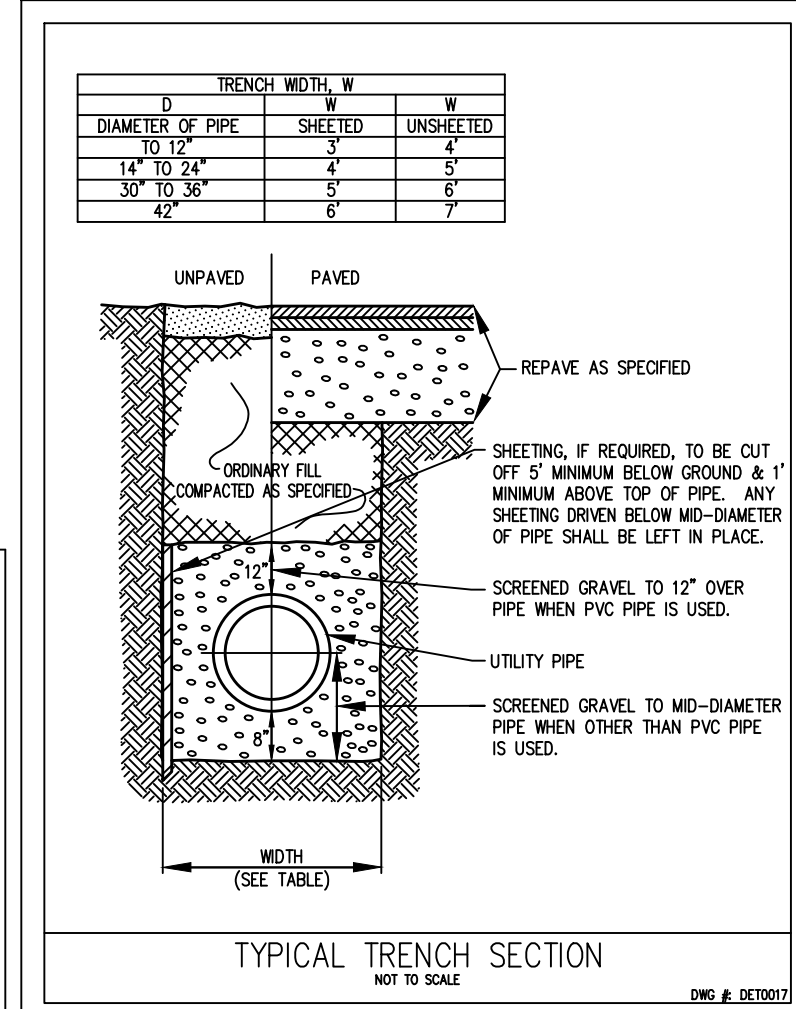 TRENCH WIDTH, W
D W W
DIAMETER OF PIPE SHEETED UNSHEETED
TO 12" 3' 4'
14" TO 24" 4' 5'
30" TO 36" 5' 6'
42" 6' 7'
UNPAVED PAVED
REPAVE AS SPECIFIED
ORDINARY FILL
COMPACTED AS SPECIFIED
SHEETING, IF REQUIRED, TO BE CUT
OFF 5' MINIMUM BELOW GROUND & 1'
MINIMUM ABOVE TOP OF PIPE. ANY
SHEETING DRIVEN BELOW MID-DIAMETER
OF PIPE SHALL BE LEFT IN PLACE.
12"
SCREENED GRAVEL TO 12" OVER
PIPE WHEN PVC PIPE IS USED.
UTILITY PIPE
SCREENED GRAVEL TO MID-DIAMETER
PIPE WHEN OTHER THAN PVC PIPE
IS USED.
8"
WIDTH
(SEE TABLE)
TYPICAL TRENCH SECTION
NOT TO SCALE
DWG #: DET0017